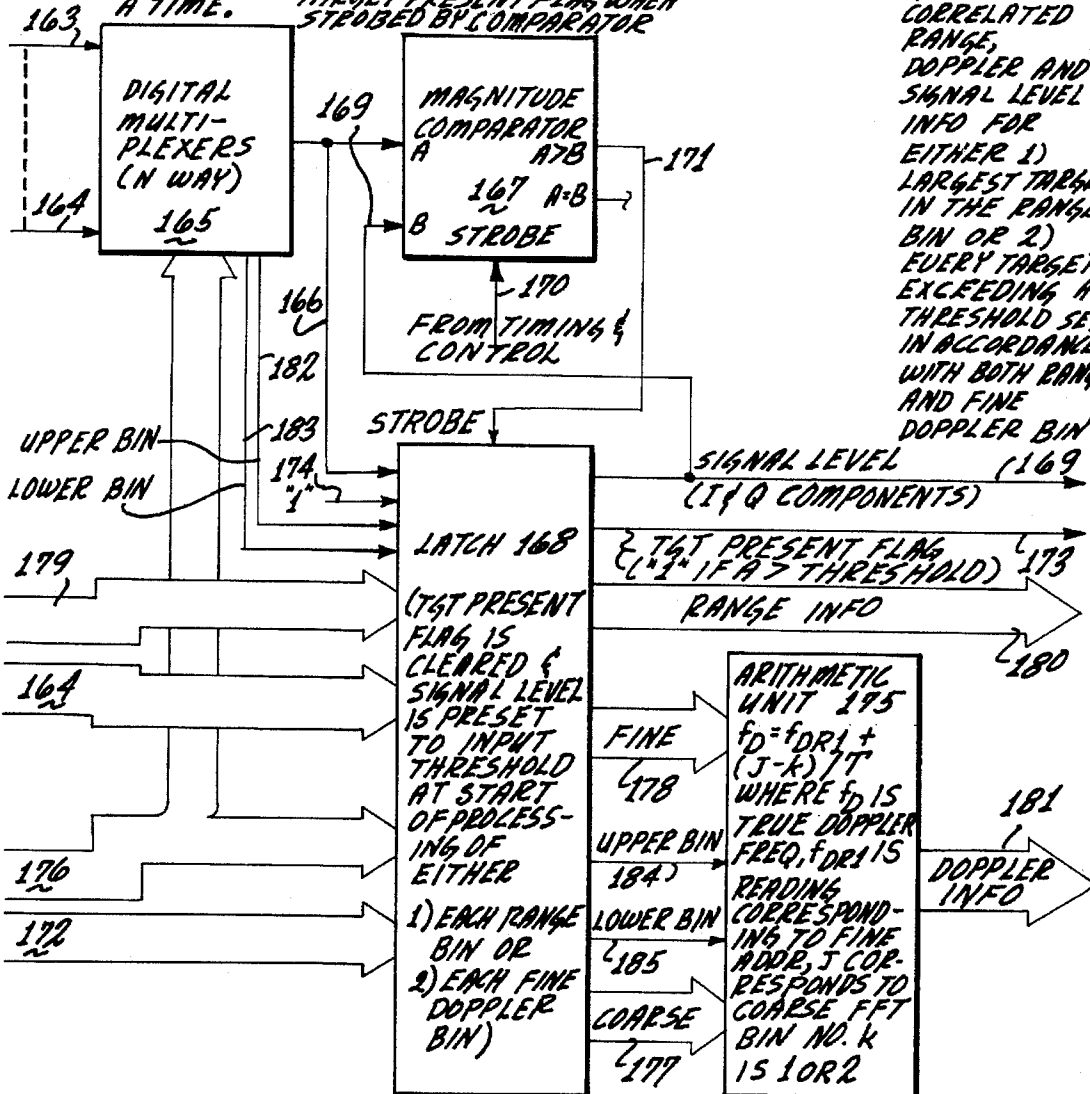 A TIME.
TARGET PRESENT FLAG WHEN
STROBED BY COMPARATOR
CORRELATED
RANGE,
DOPPLER AND
SIGNAL LEVEL
INFO FOR
EITHER 1)
LARGEST TARGE
IN THE RANGE
BIN OR 2)
EVERY TARGET
EXCEEDING A
THRESHOLD SE
IN ACCORDANCE
WITH BOTH RAN
AND FINE
DOPPLER BIN
163
164
DIGITAL
MULTI-
PLEXERS
(N WAY)
165
169
MAGNITUDE
COMPARATOR
A A>B
167 A=B
B
STROBE
171
170
FROM TIMING &
CONTROL
166
182
183
UPPER BIN
LOWER BIN
STROBE
174
"1"
179
164
176
172
LATCH 168
(TGT PRESENT
FLAG IS
CLEARED &
SIGNAL LEVEL
IS PRESET
TO INPUT
THRESHOLD
AT START
OF PROCESS-
ING OF
EITHER
1) EACH RANGE
BIN OR
2) EACH FINE
DOPPLER
BIN)
SIGNAL LEVEL 169
(I & Q COMPONENTS)
TGT PRESENT FLAG
("1" IF A > THRESHOLD) 173
RANGE INFO
180
FINE
178
UPPER BIN
184
LOWER BIN
185
COARSE
177
ARITHMETIC
UNIT 175
fD = fDR1 +
(J-k)/T
WHERE fD IS
TRUE DOPPLER
FREQ, fDR1 IS
READING
CORRESPOND-
ING TO FINE
ADDR, J COR-
RESPONDS TO
COARSE FFT
BIN NO. k
IS 1 OR 2
181
DOPPLER
INFO